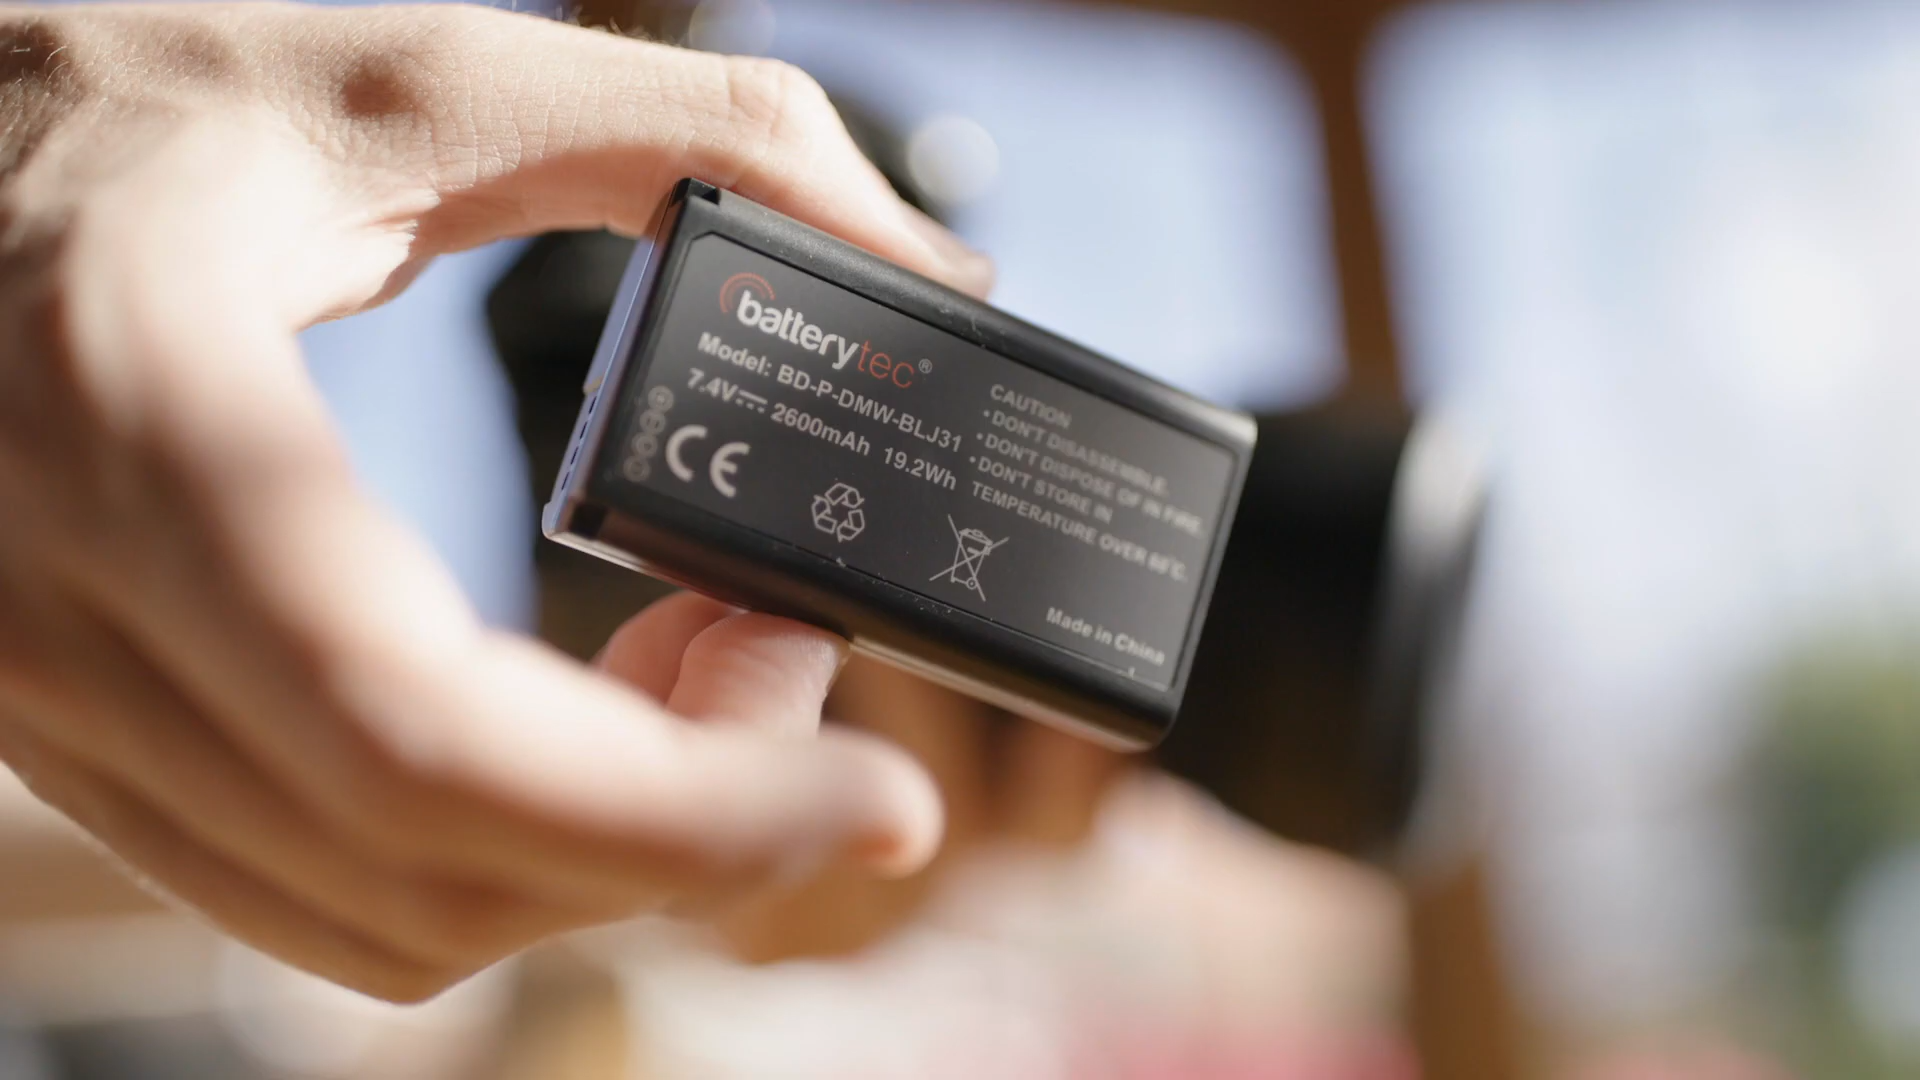 batterytec®
Model: BD-P-DMW-BLJ31
7.4V 2600mAh 19.2Wh
CE
CAUTION
•DON'T DISASSEMBLE.
•DON'T DISPOSE OF IN FIRE.
•DON'T STORE IN
TEMPERATURE OVER
Made in China